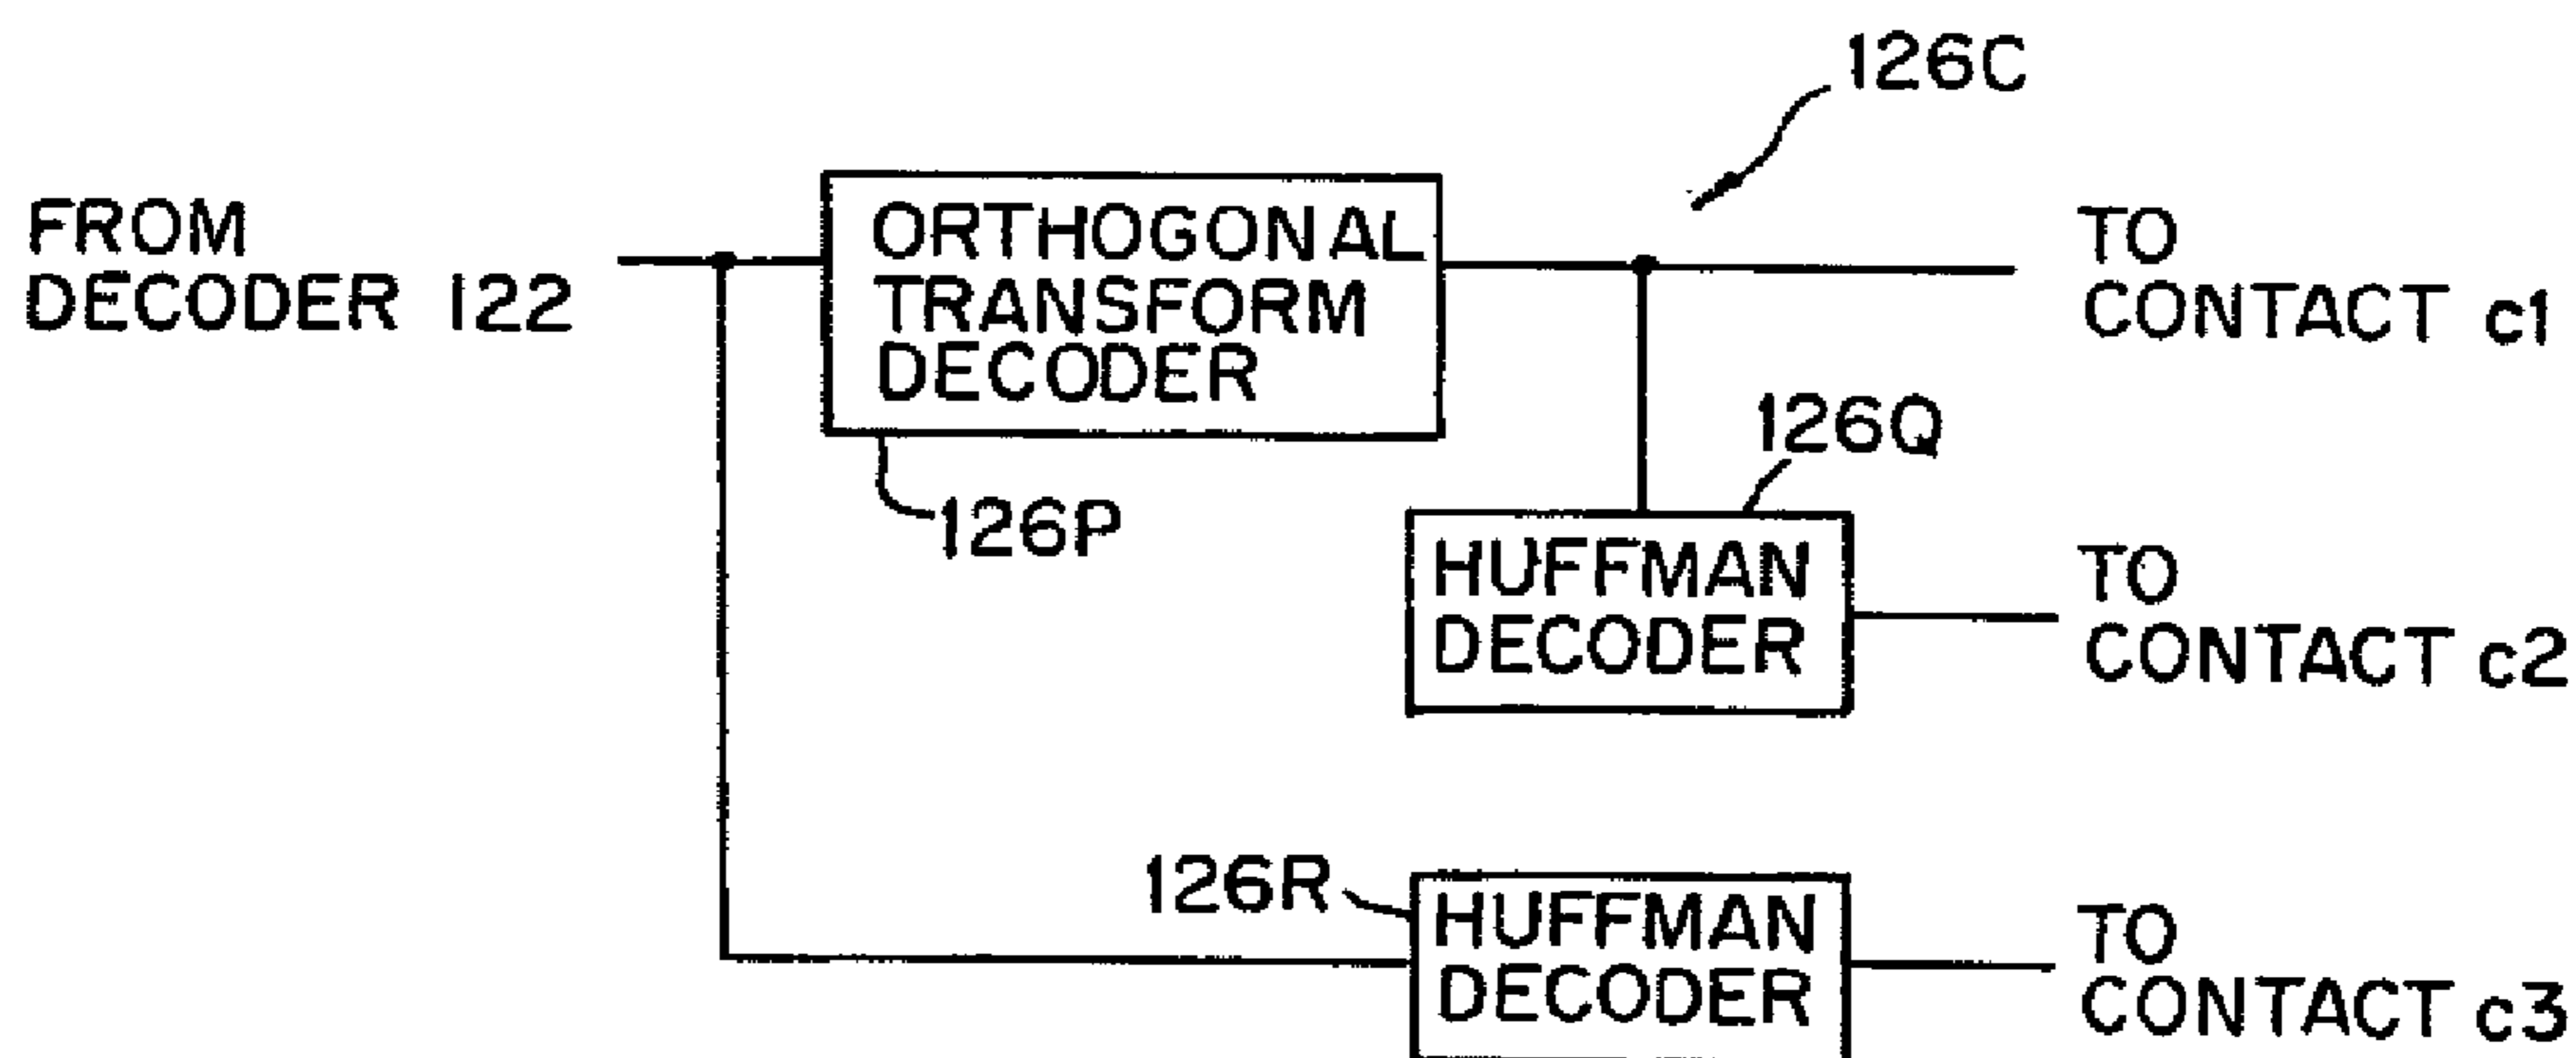 126C
FROM
DECODER 122
ORTHOGONAL
TRANSFORM
DECODER
TO
CONTACT c1
126P
126Q
HUFFMAN
DECODER
TO
CONTACT c2
126R
HUFFMAN
DECODER
TO
CONTACT c3